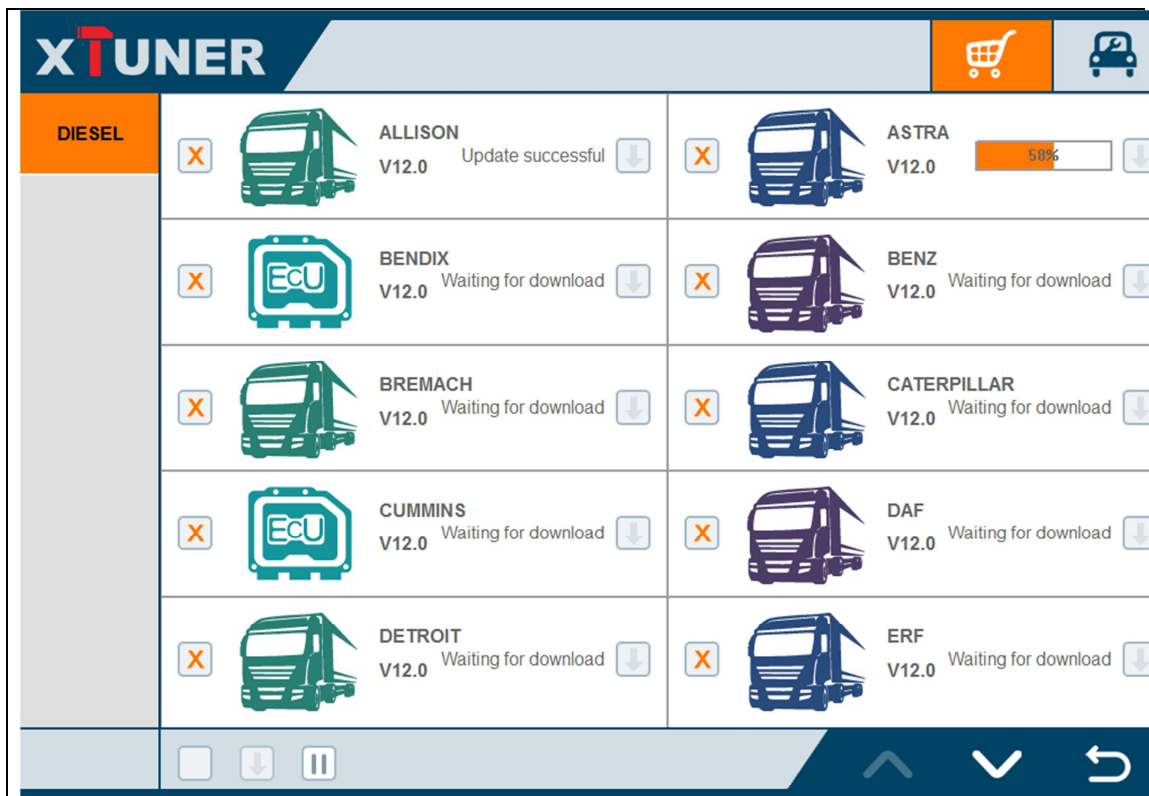 XTUNER
DIESEL
X
ALLISON
V12.0
Update successful
X
ASTRA
V12.0
58%
X
ECU
BENDIX
V12.0
Waiting for download
X
BENZ
V12.0
Waiting for download
X
BREMACH
V12.0
Waiting for download
X
CATERPILLAR
V12.0
Waiting for download
X
ECU
CUMMINS
V12.0
Waiting for download
X
DAF
V12.0
Waiting for download
X
DETROIT
V12.0
Waiting for download
X
ERF
V12.0
Waiting for download